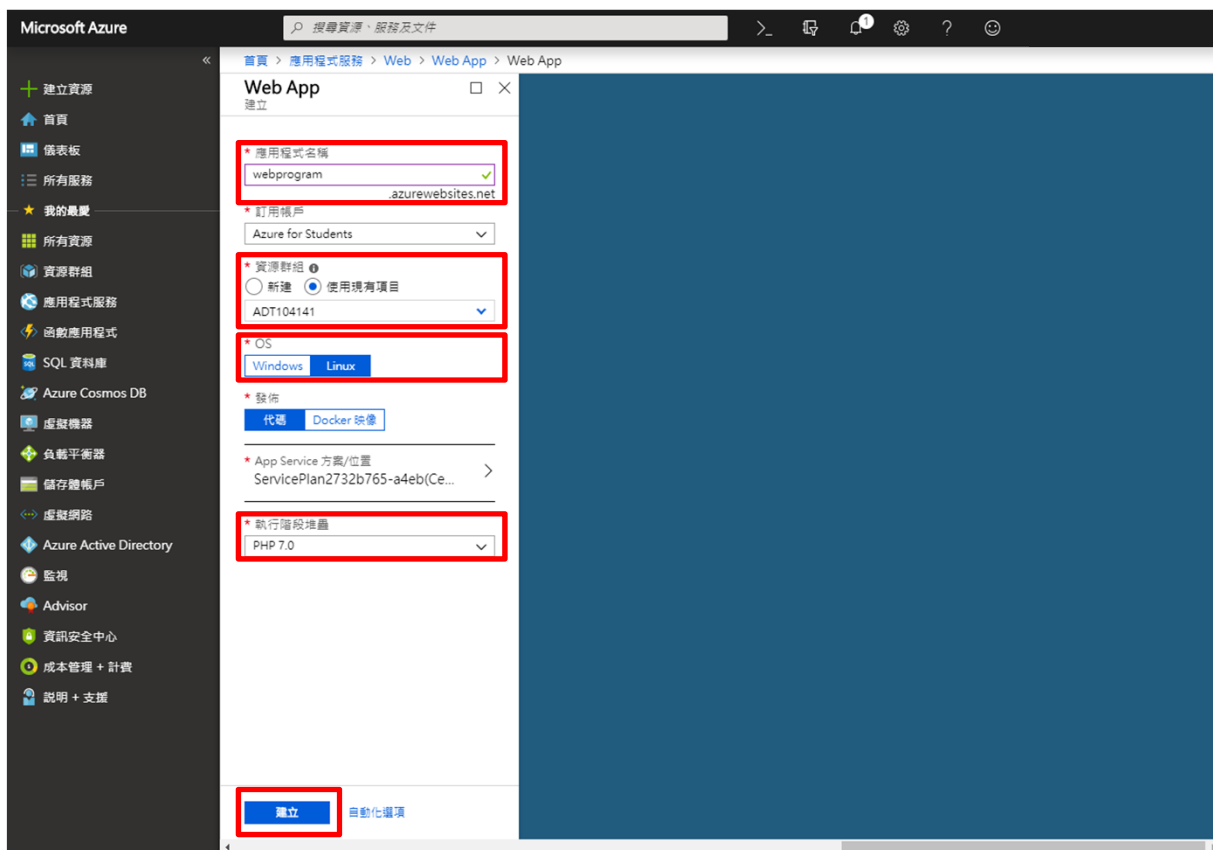 Microsoft Azure
搜尋資源、服務及文件
1
首頁 > 應用程式服務 > Web > Web App > Web App
建立資源
首頁
儀表板
所有服務
我的最愛
所有資源
資源群組
應用程式服務
函數應用程式
SQL 資料庫
Azure Cosmos DB
虛擬機器
負載平衡器
儲存體帳戶
虛擬網路
Azure Active Directory
監視
Advisor
資訊安全中心
成本管理 + 計費
説明 + 支援
Web App
建立
* 應用程式名稱
webprogram
.azurewebsites.net
* 訂用帳戶
Azure for Students
* 資源群組
新建 使用現有項目
ADT104141
* OS
Windows Linux
* 發佈
代碼 Docker 映像
* App Service 方案/位置
ServicePlan2732b765-a4eb(Ce...
* 執行階段堆疊
PHP 7.0
建立 自動化選項